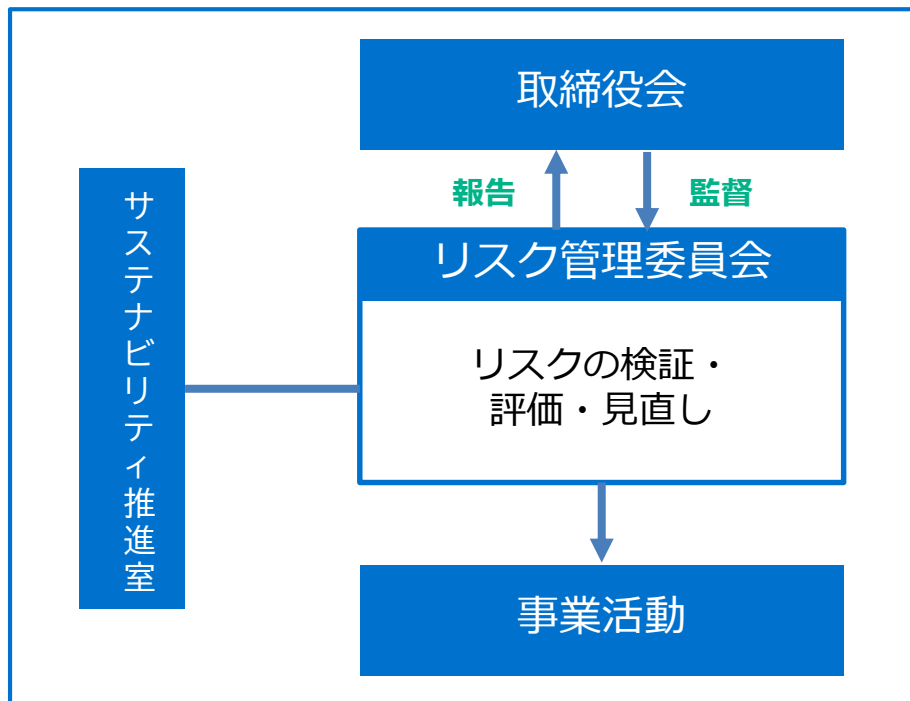 取締役会
報告
監督
サステナビリティ推進室
リスク管理委員会
リスクの検証・
評価・見直し
事業活動